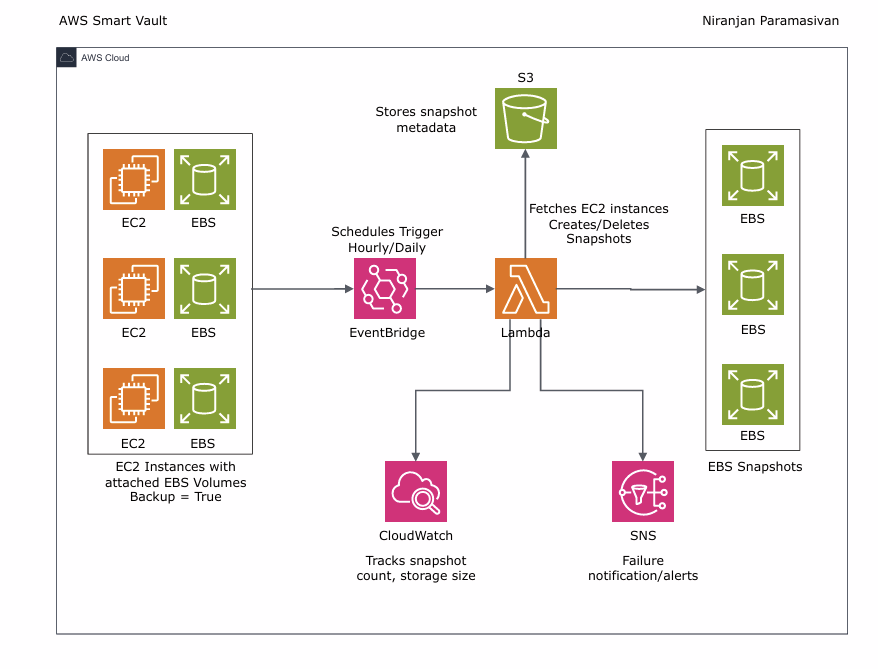 AWS Smart Vault
Niranjan Paramasivan
AWS Cloud
S3
Stores snapshot
metadata
EC2
EBS
EC2
EBS
EC2
EBS
EC2 Instances with
attached EBS Volumes
Backup = True
Schedules Trigger
Hourly/Daily
EventBridge
Fetches EC2 instances
Creates/Deletes
Snapshots
Lambda
EBS
EBS
EBS
EBS Snapshots
CloudWatch
Tracks snapshot
count, storage size
SNS
Failure
notification/alerts